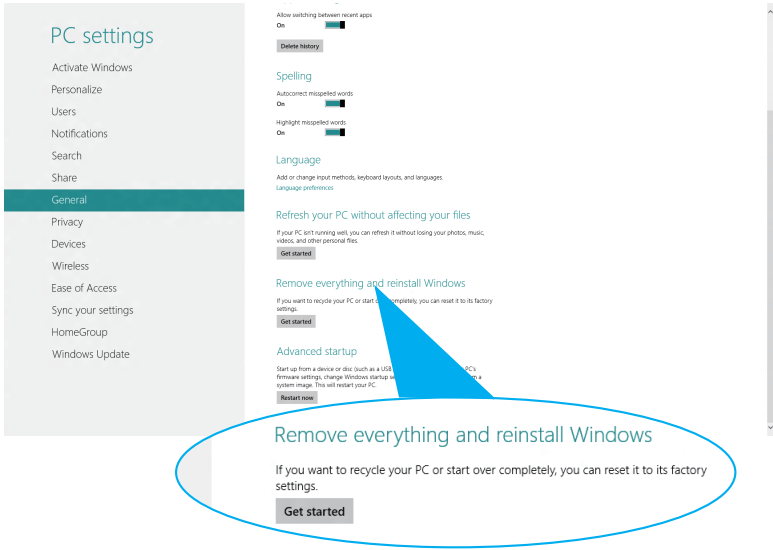 PC settings
Activate Windows
Personalize
Users
Notifications
Search
Share
General
Privacy
Devices
Wireless
Ease of Access
Sync your settings
HomeGroup
Windows Update
Allow switching between recent apps
On
Delete history
Spelling
Autocorrect misspelled words
On
Highlight misspelled words
On
Language
Add or change input methods, keyboard layouts, and languages.
Language preferences
Refresh your PC without affecting your files
If your PC isn't running well, you can refresh it without losing your photos, music,
videos, and other personal files.
Get started
Remove everything and reinstall Windows
If you want to recycle your PC or start completely, you can reset it to its factory
settings.
Get started
Advanced startup
Start up from a device or disc (such as a USB PC's
firmware settings, change Windows startup a
system image. This will restart your PC
Restart now
Remove everything and reinstall Windows
If you want to recycle your PC or start over completely, you can reset it to its factory
settings.
Get started